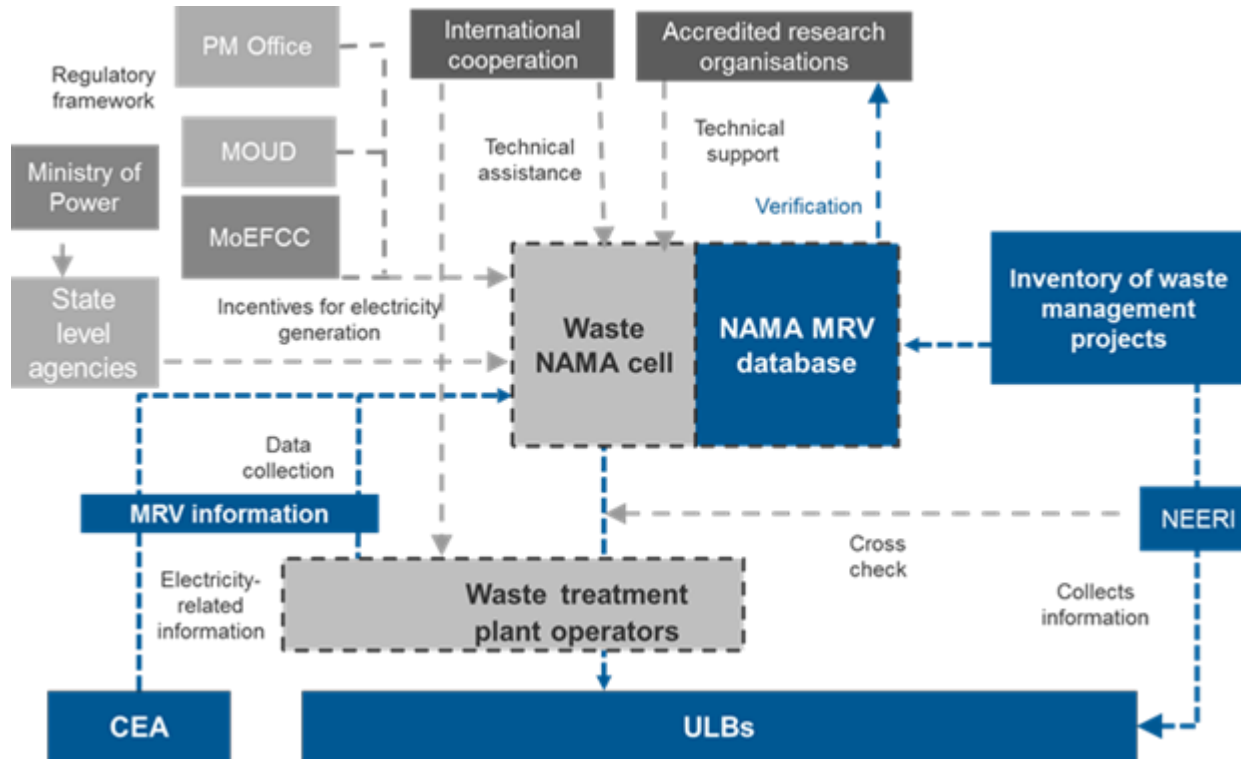 PM Office
International
cooperation
Accredited research
organisations
Regulatory
framework
MOUD
Technical
assistance
Technical
support
Ministry of
Power
MoEFCC
Verification
State
level
agencies
Incentives for electricity
generation
Waste
NAMA cell
NAMA MRV
database
Inventory of waste
management
projects
Data
collection
MRV information
NEERI
Cross
check
Electricity-
related
information
Waste treatment
plant operators
Collects
information
CEA
ULBs